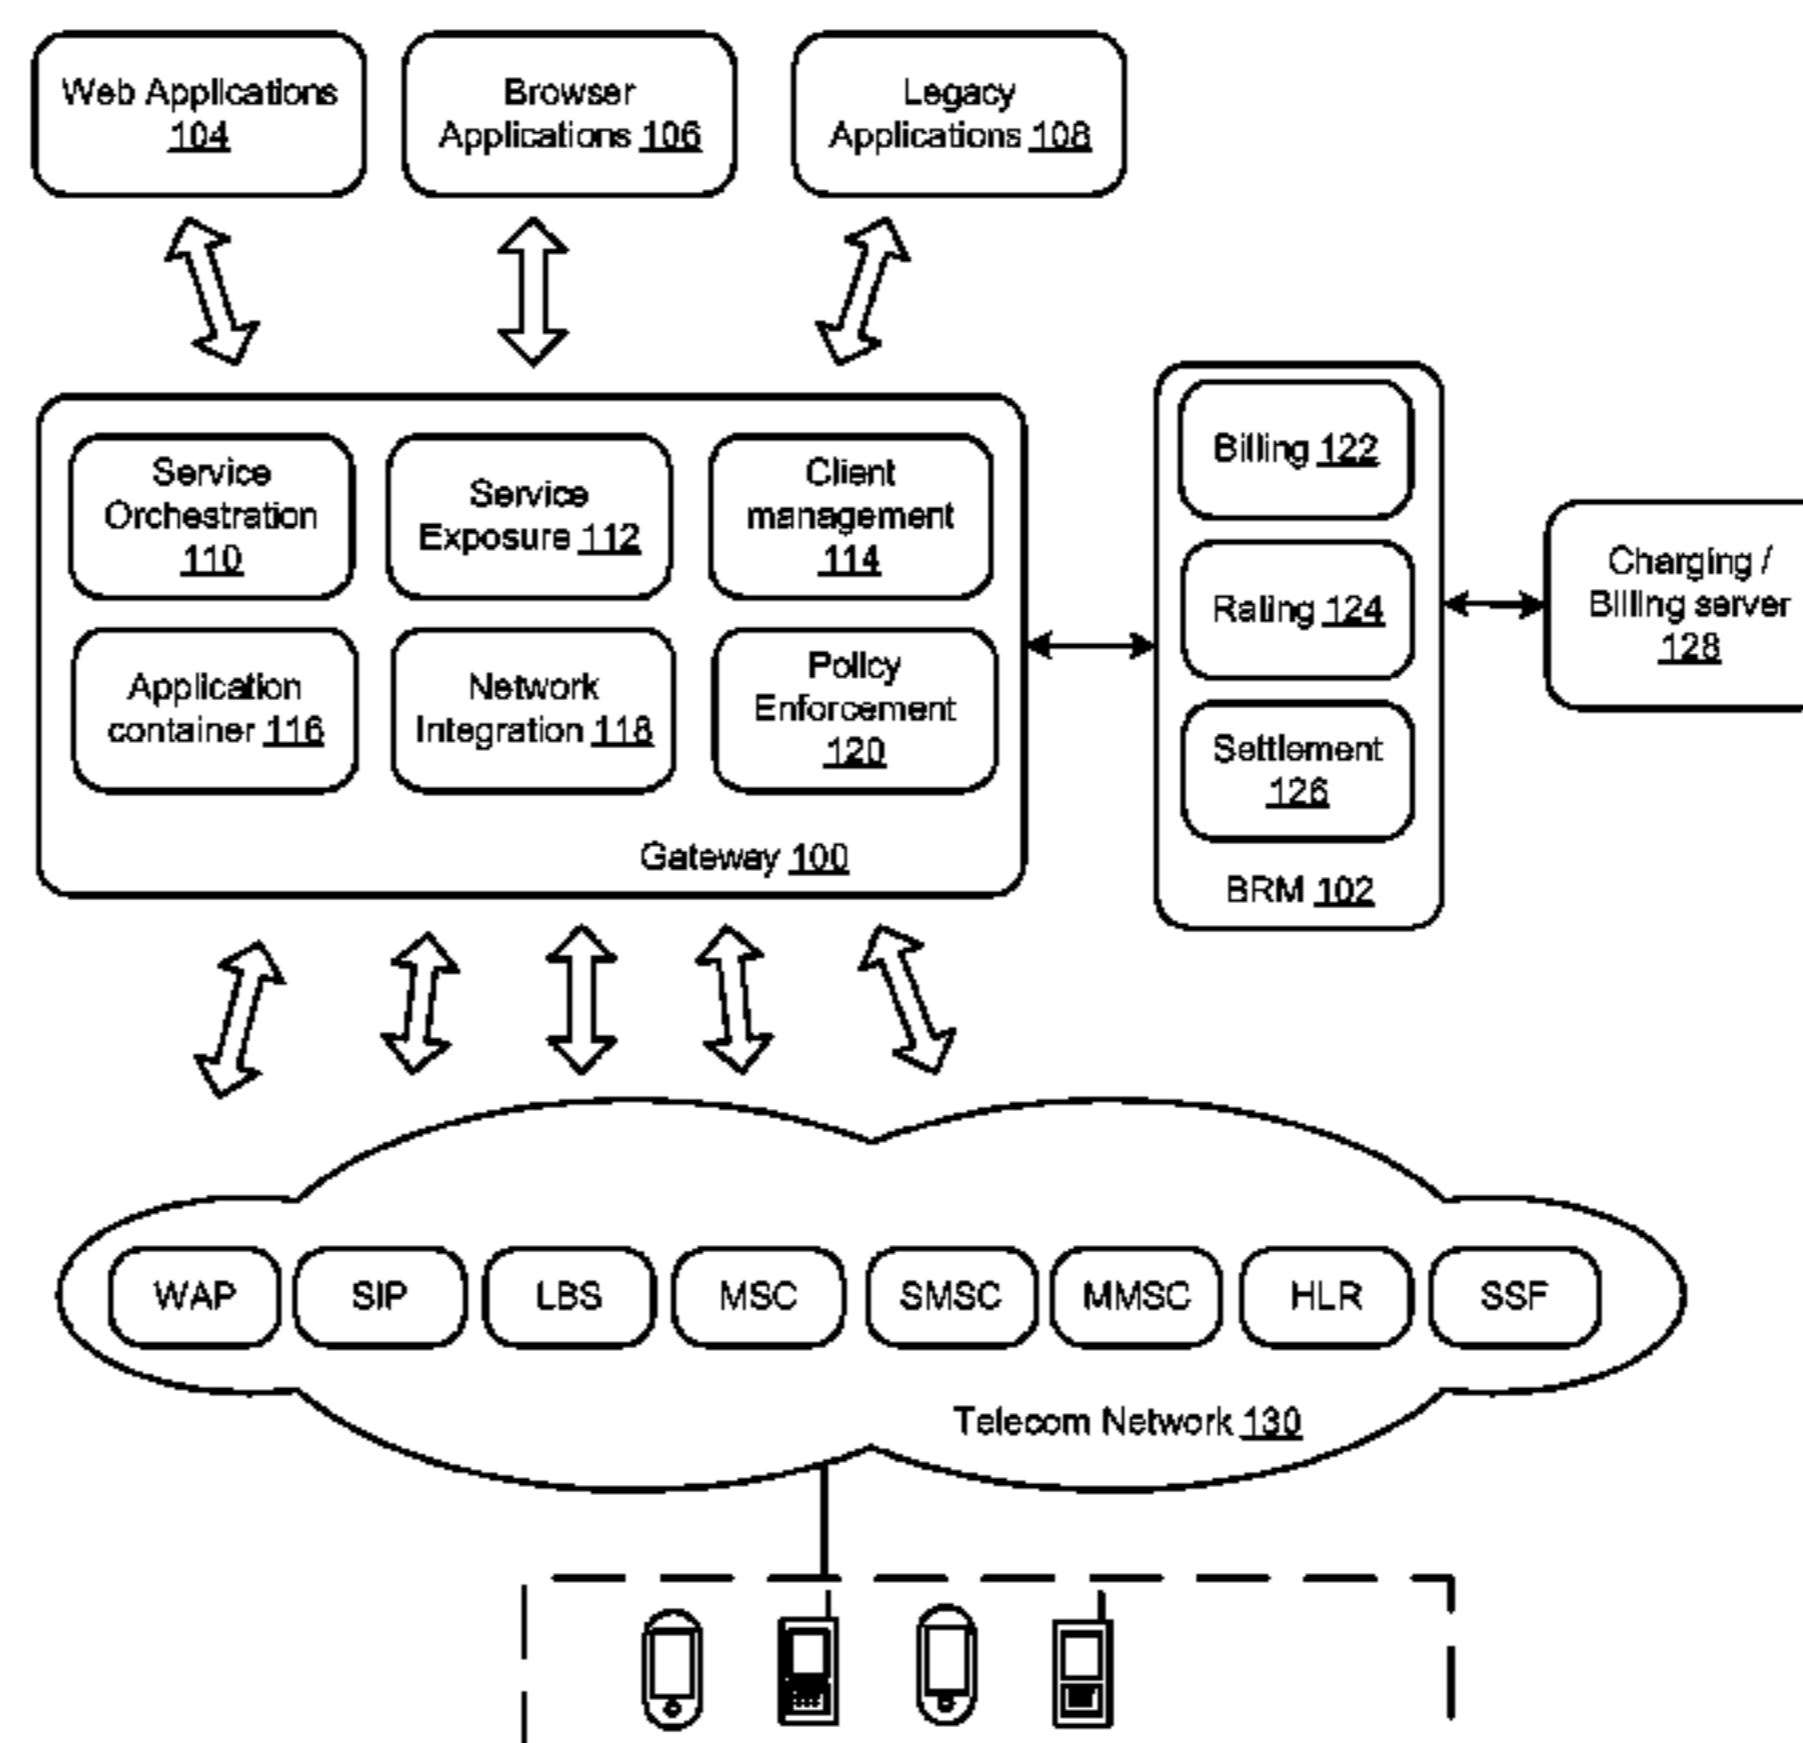 Web Applications
104
Browser
Applications 106
Legacy
Applications 108
Service
Orchestration
110
Service
Exposure 112
Client
management
114
Application
container 116
Network
Integration 118
Policy
Enforcement
120
Gateway 100
Billing 122
Rating 124
Settlement
126
BRM 102
Charging /
Billing server
128
WAP
SIP
LBS
MSC
SMSC
MMSC
HLR
SSF
Telecom Network 130